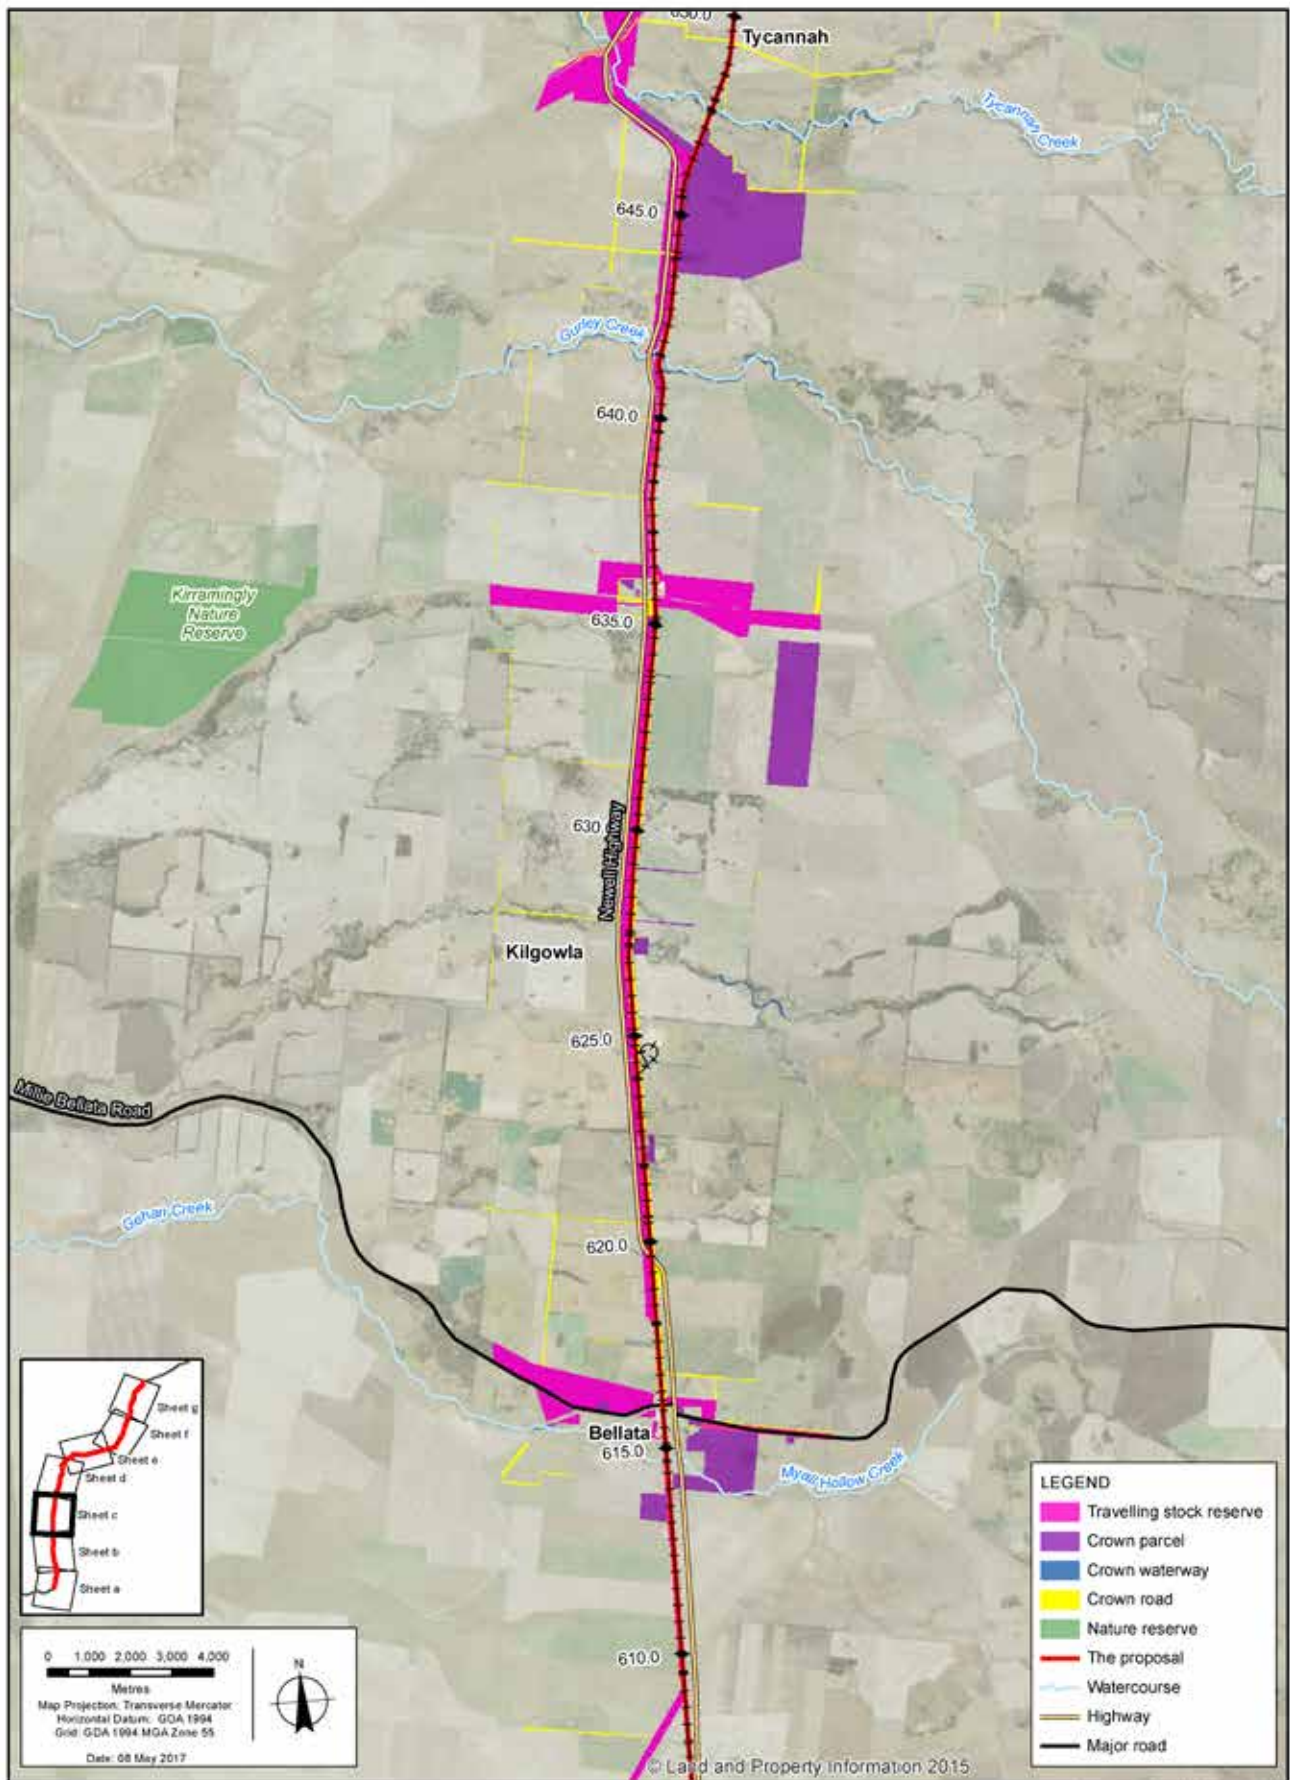 650.0
Tycannah
Tycannah Creek
645.0
Gurley Creek
640.0
Kirramingly
Nature
Reserve
635.0
630
Newell Highway
Kilgowla
625.0
Millie Bellata Road
Gehan Creek
620.0
Bellata
615.0
Myall Hollow Creek
610.0
Sheet g
Sheet f
Sheet e
Sheet d
Sheet c
Sheet b
Sheet a
0 1,000 2,000 3,000 4,000
Metres
Map Projection: Transverse Mercator
Horizontal Datum: GDA 1994
Grid: GDA 1994 MGA Zone 55
Date: 08 May 2017
N
LEGEND
Travelling stock reserve
Crown parcel
Crown waterway
Crown road
Nature reserve
The proposal
Watercourse
Highway
Major road
© Land and Property Information 2015